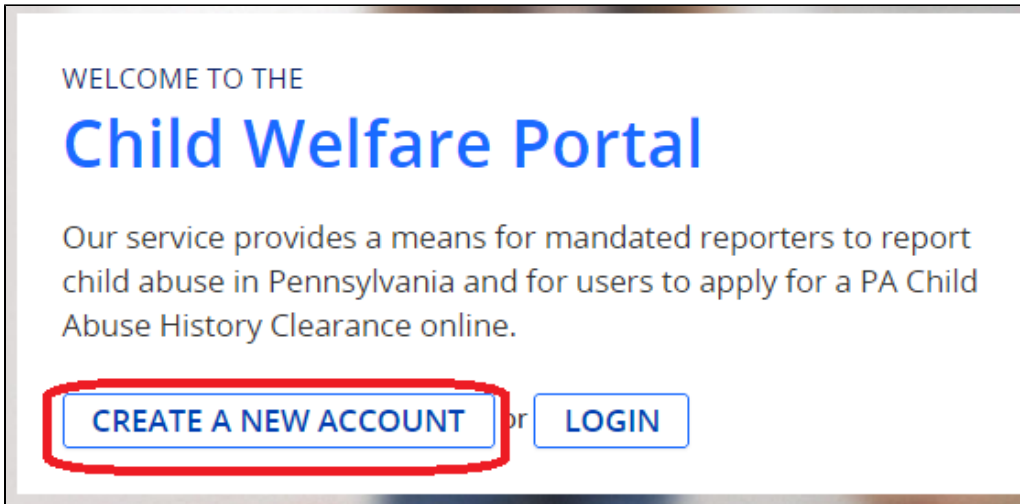 WELCOME TO THE
Child Welfare Portal
Our service provides a means for mandated reporters to report
child abuse in Pennsylvania and for users to apply for a PA Child
Abuse History Clearance online.
CREATE A NEW ACCOUNT or LOGIN